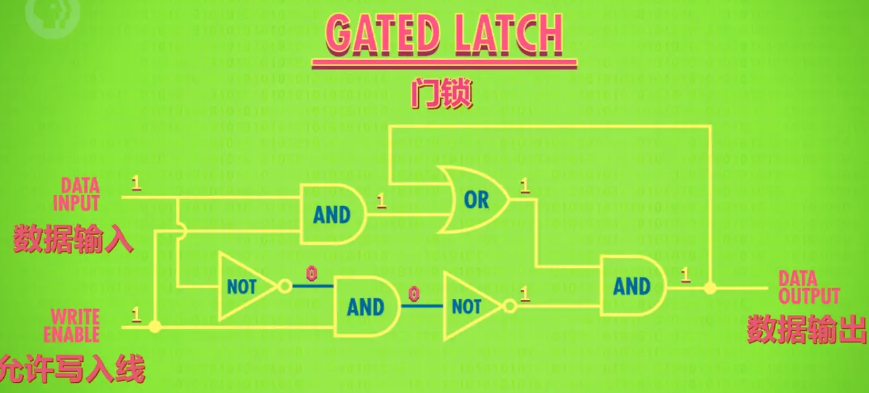 GATED LATCH
门锁
DATA
INPUT
1
数据输入
AND
1
OR
1
NOT
0
AND
0
NOT
1
AND
1
DATA
OUTPUT
数据输出
WRITE
ENABLE
1
允许写入线